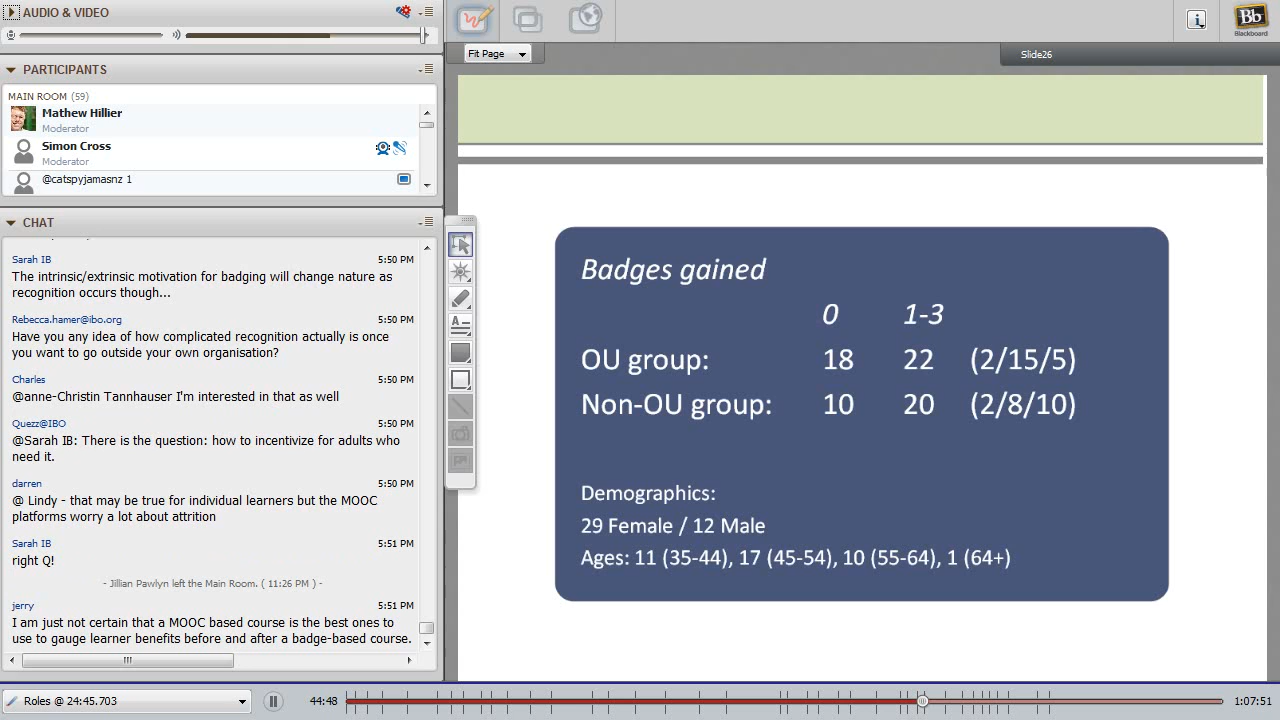 AUDIO & VIDEO
PARTICIPANTS
MAIN ROOM (59)
Mathew Hillier
Moderator
Simon Cross
Moderator
@catspyjamasnz 1
CHAT
Sarah IB 5:50 PM
The intrinsic/extrinsic motivation for badging will change nature as
recognition occurs though...
Rebecca.hamer@ibo.org 5:50 PM
Have you any idea of how complicated recognition actually is once
you want to go outside your own organisation?
Charles 5:50 PM
@anne-Christin Tannhauser I'm interested in that as well
Quezz@IBO 5:50 PM
@Sarah IB: There is the question: how to incentivize for adults who
need it.
darren 5:50 PM
@ Lindy - that may be true for individual learners but the MOOC
platforms worry a lot about attrition
Sarah IB 5:51 PM
right Q!
- Jillian Pawlyn left the Main Room. ( 11:26 PM ) -
jerry 5:51 PM
I am just not certain that a MOOC based course is the best ones to
use to gauge learner benefits before and after a badge-based course.
Roles @ 24:45.703
44:48
1:07:51
Fit Page
Slide26
Bb
Blackboard
Badges gained
0 1-3
OU group: 18 22 (2/15/5)
Non-OU group: 10 20 (2/8/10)
Demographics:
29 Female / 12 Male
Ages: 11 (35-44), 17 (45-54), 10 (55-64), 1 (64+)